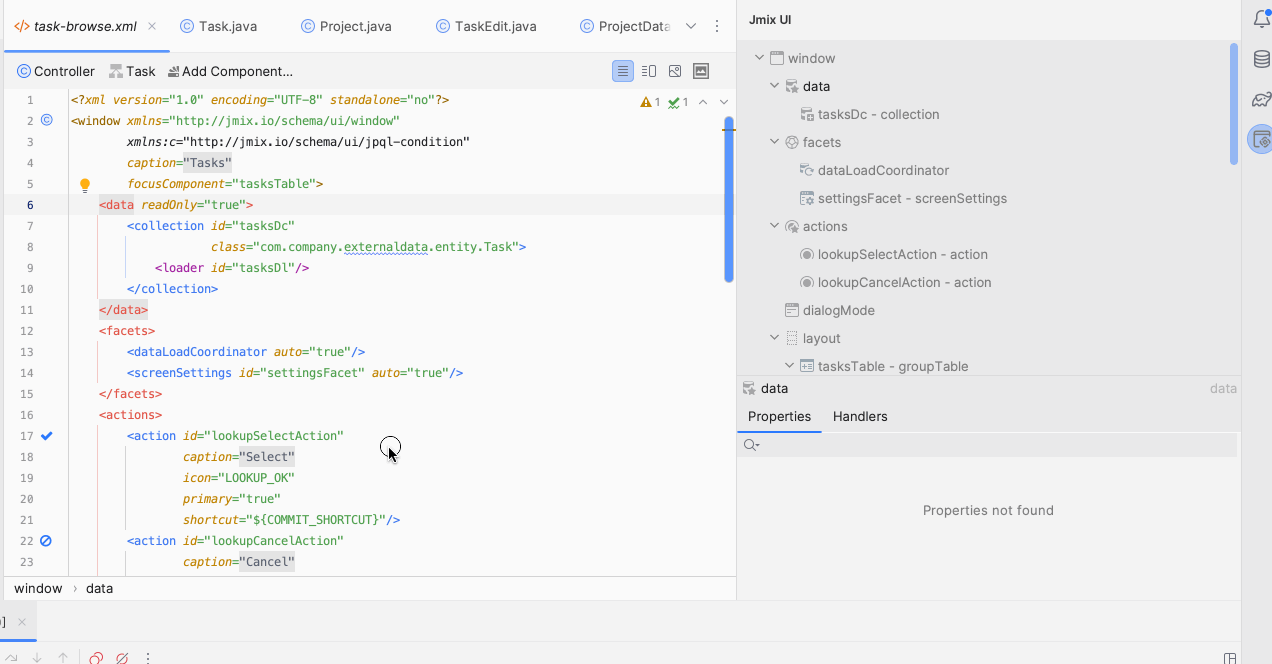 task-browse.xml
Task.java
Project.java
TaskEdit.java
ProjectData
Controller
Task
Add Component...
1 <?xml version="1.0" encoding="UTF-8" standalone="no"?>
2 <window xmlns="http://jmix.io/schema/ui/window"
3 xmlns:c="http://jmix.io/schema/ui/jpql-condition"
4 caption="Tasks"
5 focusComponent="tasksTable">
6 <data readOnly="true">
7 <collection id="tasksDc"
8 class="com.company.externaldata.entity.Task">
9 <loader id="tasksDl"/>
10 </collection>
11 </data>
12 <facets>
13 <dataLoadCoordinator auto="true"/>
14 <screenSettings id="settingsFacet" auto="true"/>
15 </facets>
16 <actions>
17 <action id="lookupSelectAction"
18 caption="Select"
19 icon="LOOKUP_OK"
20 primary="true"
21 shortcut="${COMMIT_SHORTCUT}"/>
22 <action id="lookupCancelAction"
23 caption="Cancel"
1 1
window › data
Jmix UI
window
data
tasksDc - collection
facets
dataLoadCoordinator
settingsFacet - screenSettings
actions
lookupSelectAction - action
lookupCancelAction - action
dialogMode
layout
tasksTable - groupTable
data data
Properties Handlers
Properties not found